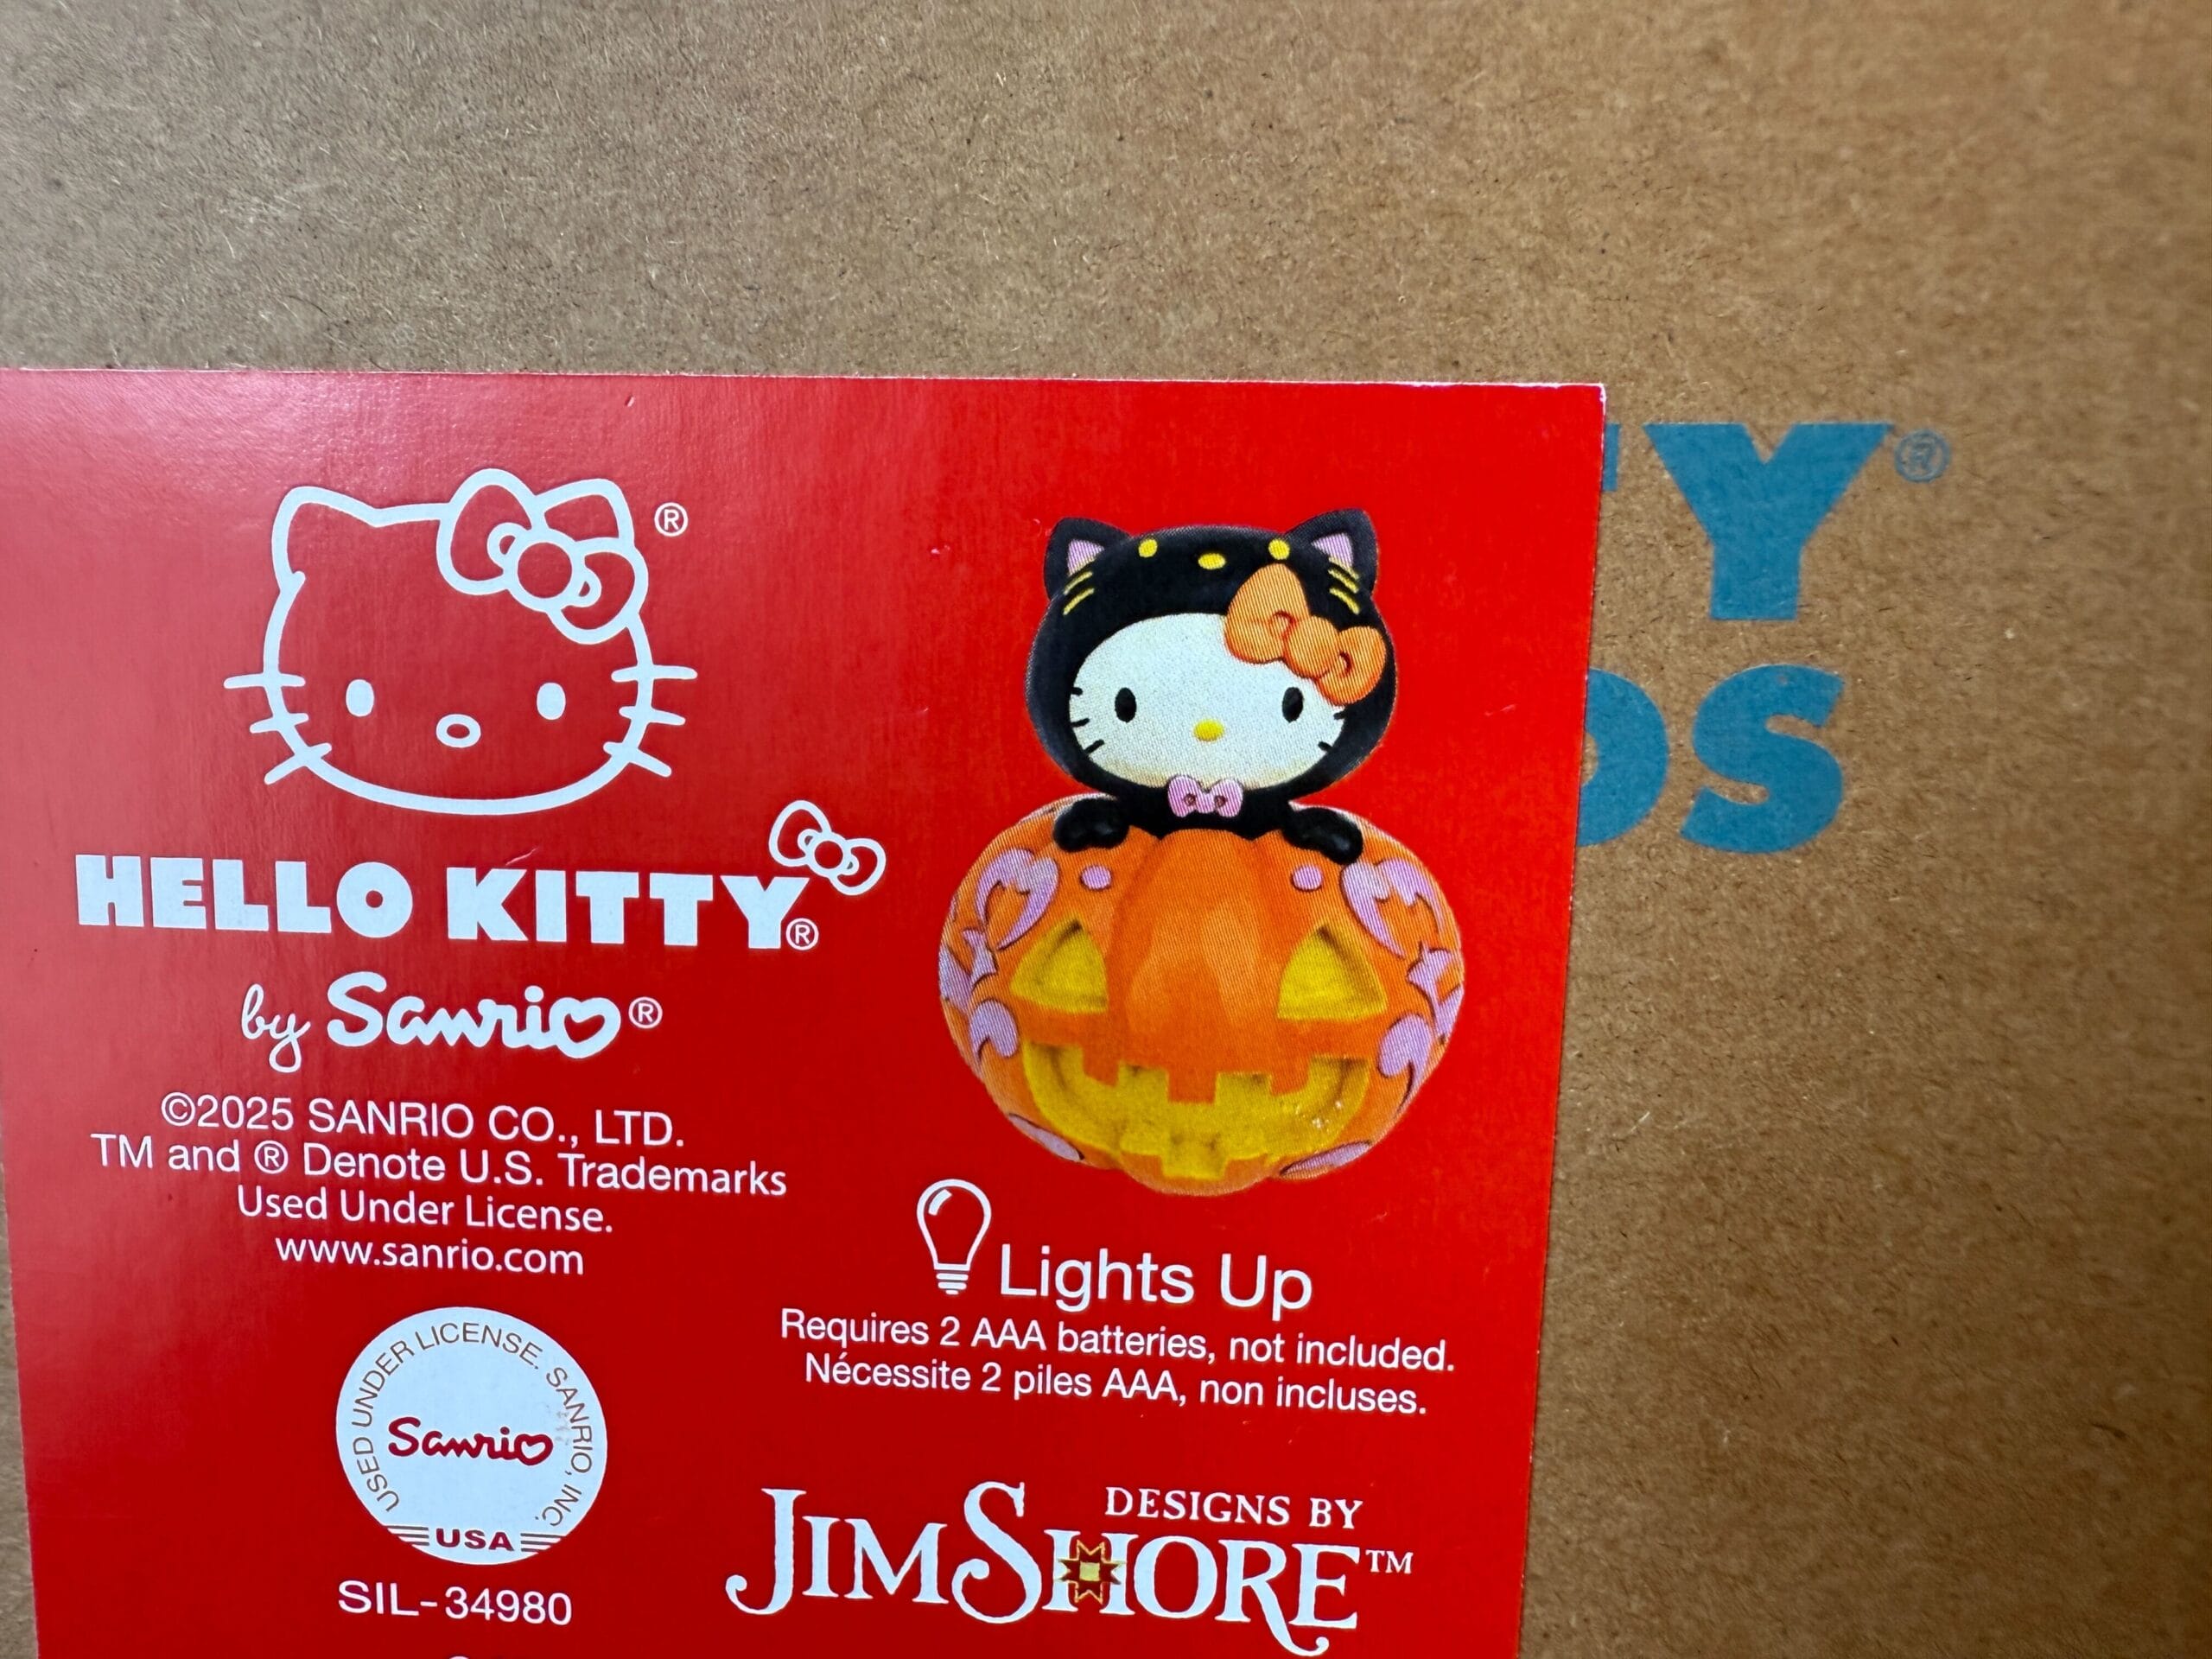 ®
HELLO KITTY®
by Sanrio®
©2025 SANRIO CO., LTD.
TM and ® Denote U.S. Trademarks
Used Under License.
www.sanrio.com
USED UNDER LICENSE. SANRIO, INC.
Sanrio
USA
SIL-34980
Lights Up
Requires 2 AAA batteries, not included.
Nécessite 2 piles AAA, non incluses.
DESIGNS BY
JIM SHORE™
Y®
DS